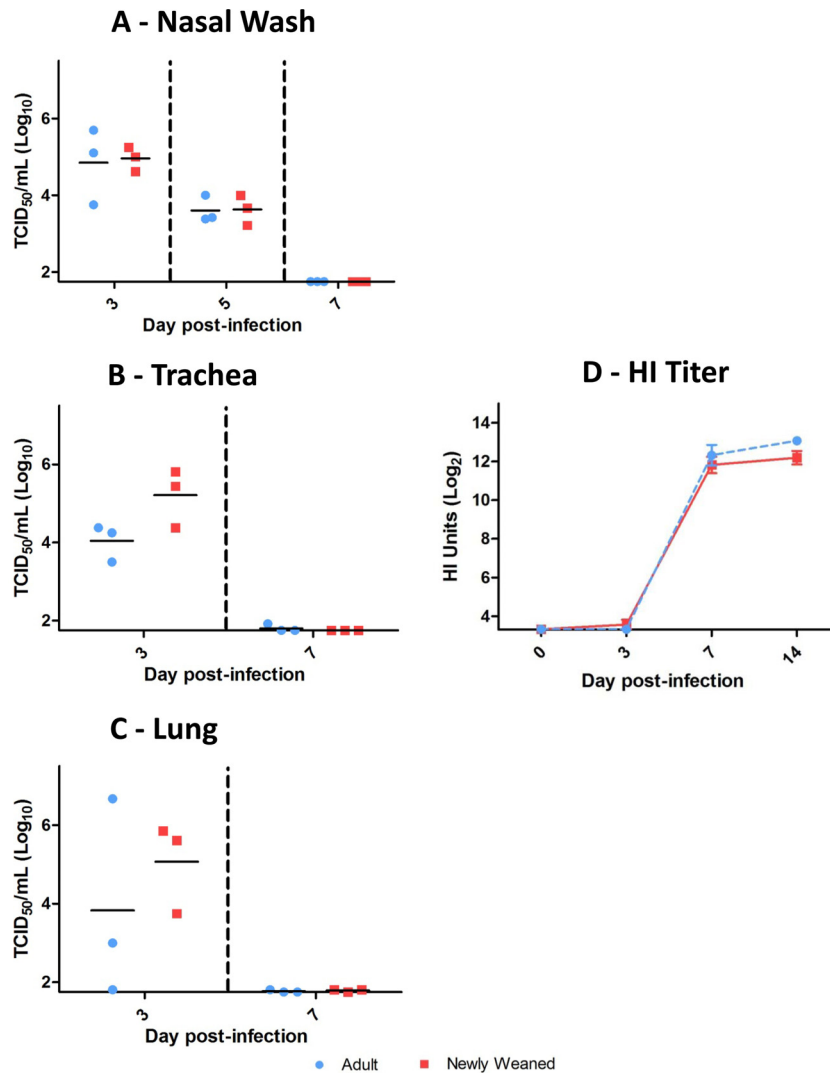 A - Nasal Wash
TCID50/mL (Log10)
6
4
2
3
5
7
Day post-infection
B - Trachea
TCID50/mL (Log10)
6
4
2
3
7
Day post-infection
D - HI Titer
HI Units (Log2)
14
12
10
8
6
4
0
3
7
14
Day post-infection
C - Lung
TCID50/mL (Log10)
6
4
2
3
7
Day post-infection
Adult Newly Weaned